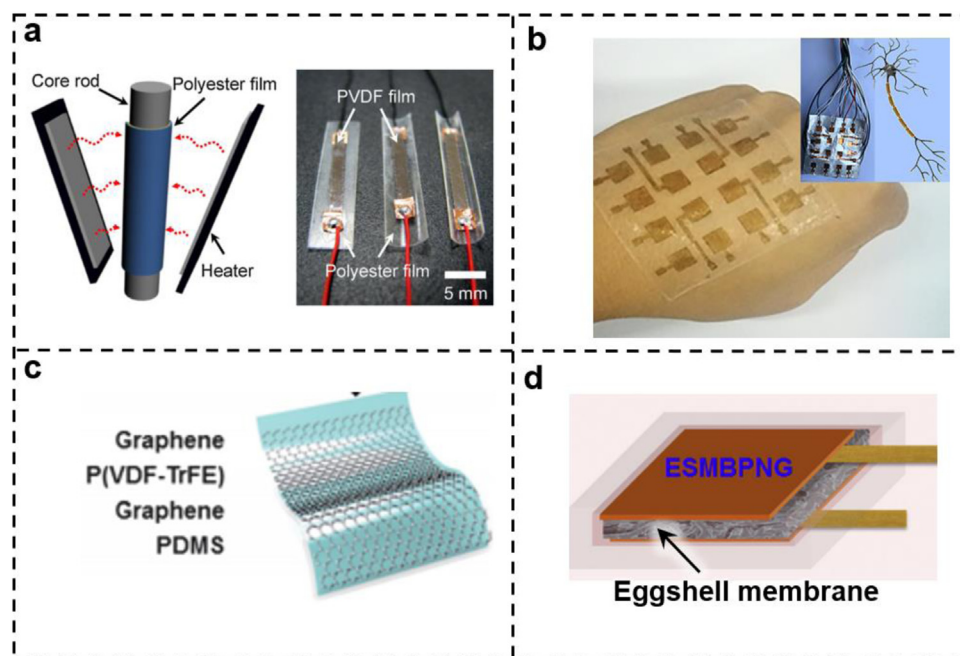 a
Core rod
Polyester film
Heater
PVDF film
Polyester film
5 mm
b
c
Graphene
P(VDF-TrFE)
Graphene
PDMS
d
ESMBPNG
Eggshell membrane